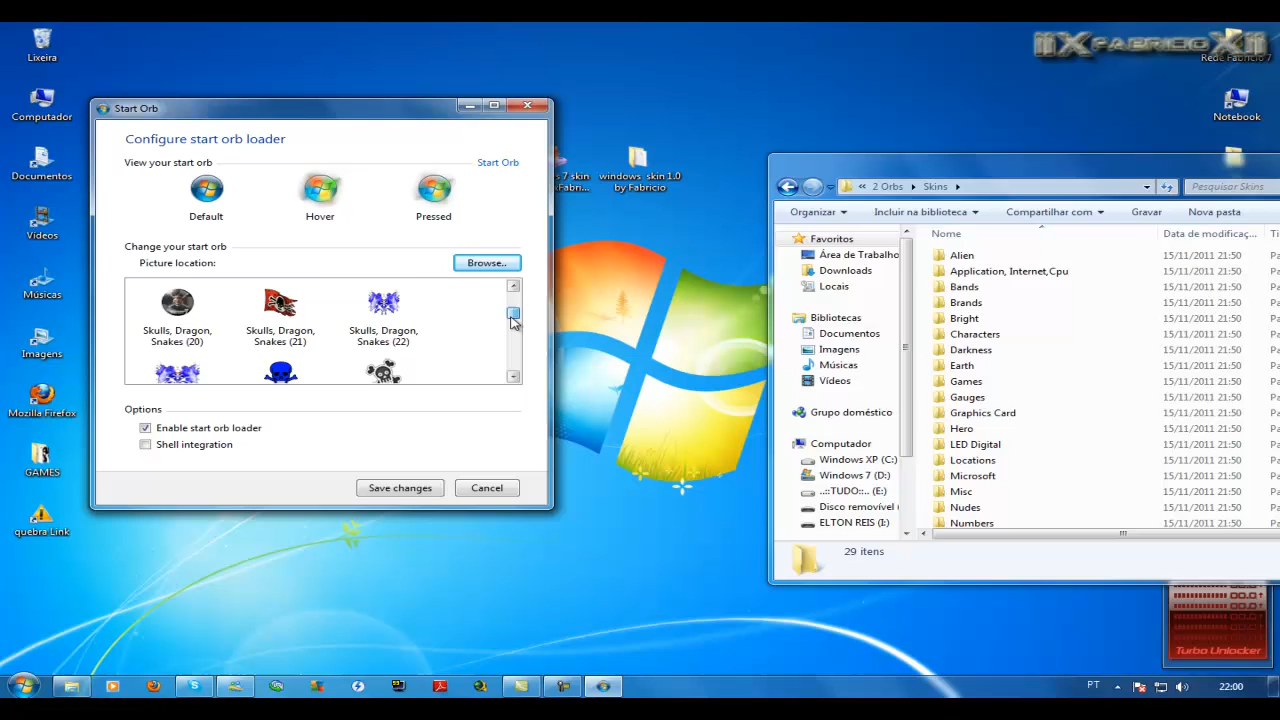 IIXFABRICIOXII
Rede Fabrício 7
Lixeira
Computador
Documentos
Vídeos
Músicas
Imagens
Mozilla Firefox
GAMES
quebra Link
Notebook
windows skin 1.0
by Fabricio
Start Orb
Configure start orb loader
View your start orb
Start Orb
Default
Hover
Pressed
Change your start orb
Picture location:
Browse..
Skulls, Dragon,
Snakes (20)
Skulls, Dragon,
Snakes (21)
Skulls, Dragon,
Snakes (22)
Options
Enable start orb loader
Shell integration
Save changes
Cancel
« 2 Orbs ▸ Skins ▸
Pesquisar Skins
Organizar
Incluir na biblioteca
Compartilhar com
Gravar
Nova pasta
Favoritos
Área de Trabalho
Downloads
Locais
Bibliotecas
Documentos
Imagens
Músicas
Vídeos
Grupo doméstico
Computador
Windows XP (C:)
Windows 7 (D:)
..::TUDO::.. (E:)
Disco removível
ELTON REIS (I:)
Nome
Data de modificaç...
Alien 15/11/2011 21:50
Application, Internet,Cpu 15/11/2011 21:50
Bands 15/11/2011 21:50
Brands 15/11/2011 21:50
Bright 15/11/2011 21:50
Characters 15/11/2011 21:50
Darkness 15/11/2011 21:50
Earth 15/11/2011 21:50
Games 15/11/2011 21:50
Gauges 15/11/2011 21:50
Graphics Card 15/11/2011 21:50
Hero 15/11/2011 21:50
LED Digital 15/11/2011 21:50
Locations 15/11/2011 21:50
Microsoft 15/11/2011 21:50
Misc 15/11/2011 21:50
Nudes 15/11/2011 21:50
Numbers 15/11/2011 21:50
29 itens
Turbo Unlocker
PT
22:00